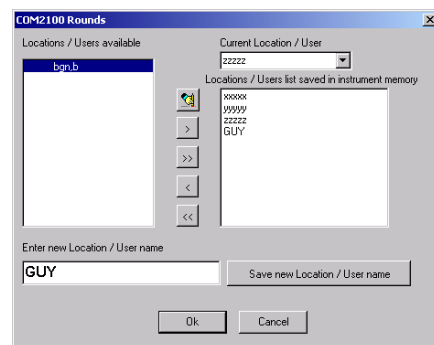 COM2100 Rounds
Locations / Users available
Current Location / User
zzzzz
Locations / Users list saved in instrument memory
bgn,b
xxxxx
yyyyy
zzzzz
GUY
>
>>
<
<<
Enter new Location / User name
GUY
Save new Location / User name
Ok
Cancel